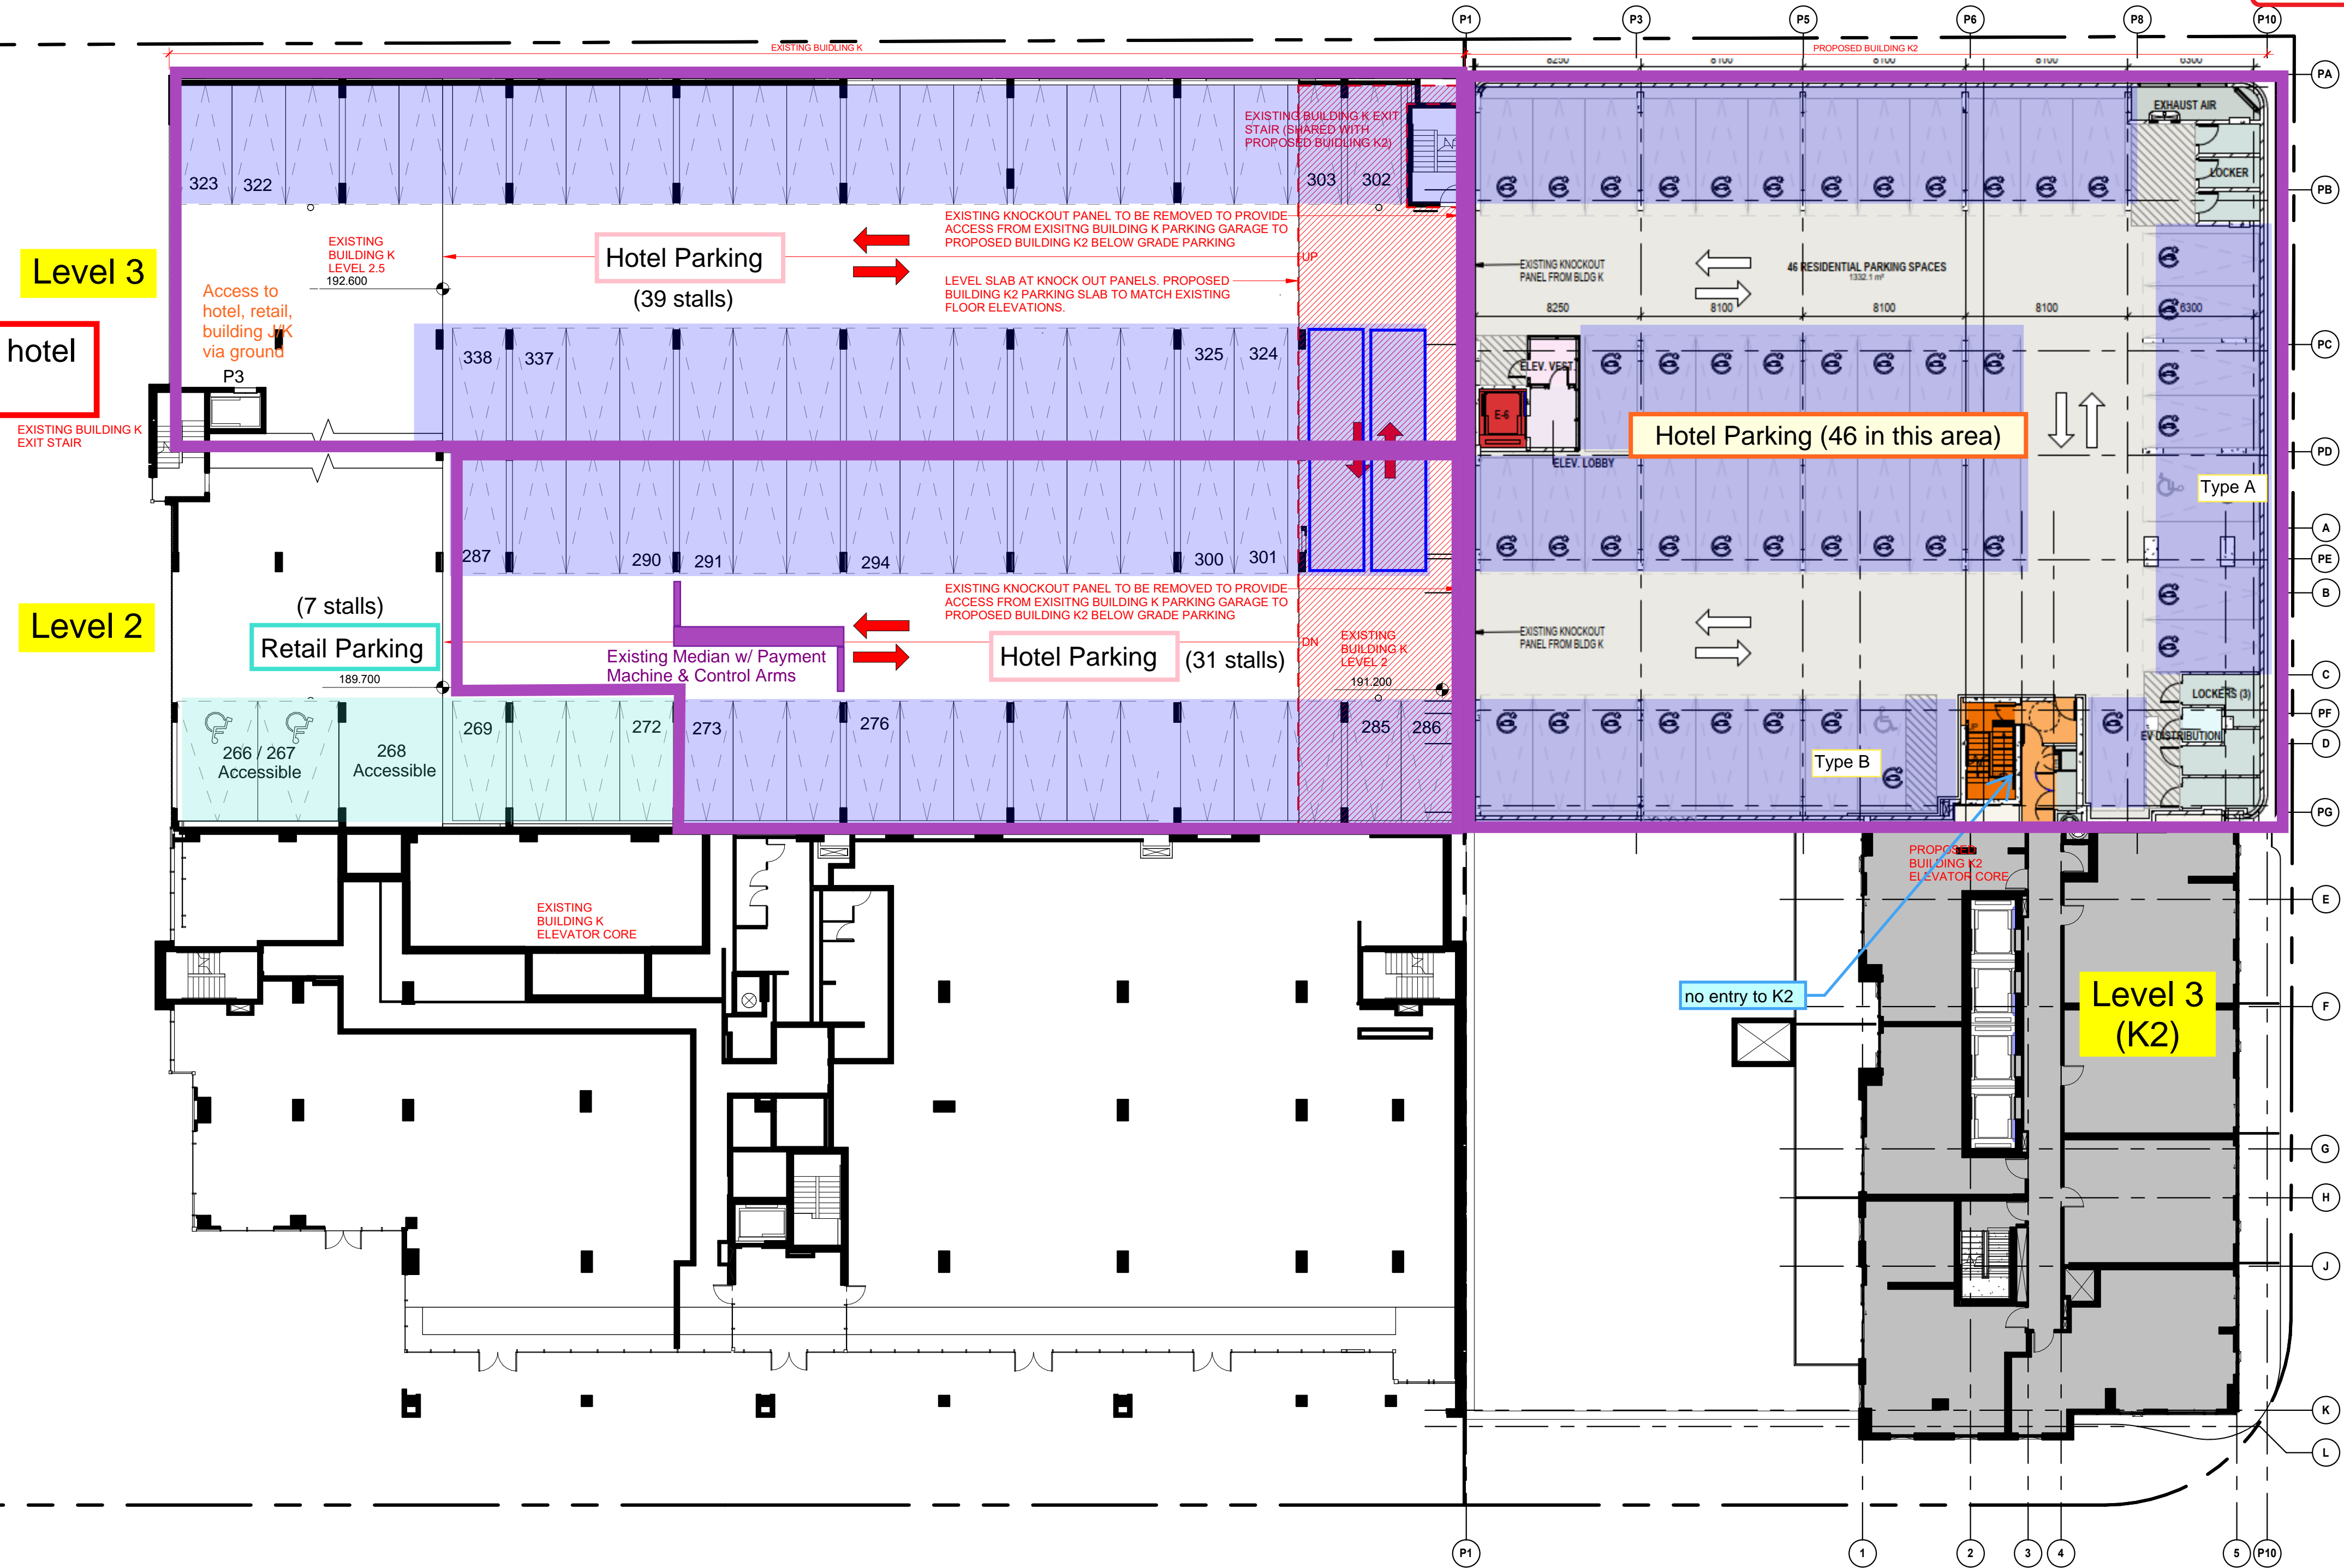 P1
P3
P5
P6
P8
P10
EXISTING BUIDLING K
PROPOSED BUILDING K2
8250
8100
8100
8100
6300
PA
EXISTING BUILDING K EXIT
STAIR (SHARED WITH
PROPOSED BUIDLING K2)
EXHAUST AIR
LOCKER
PB
323
322
303
302
EXISTING KNOCKOUT PANEL TO BE REMOVED TO PROVIDE
ACCESS FROM EXISITNG BUILDING K PARKING GARAGE TO
PROPOSED BUILDING K2 BELOW GRADE PARKING
EXISTING
BUILDING K
LEVEL 2.5
192.600
Hotel Parking
(39 stalls)
UP
LEVEL SLAB AT KNOCK OUT PANELS. PROPOSED
BUILDING K2 PARKING SLAB TO MATCH EXISTING
FLOOR ELEVATIONS.
EXISTING KNOCKOUT
PANEL FROM BLDG K
46 RESIDENTIAL PARKING SPACES
1332.1 m²
8250
8100
8100
8100
6300
Level 3
Access to
hotel, retail,
building J/K
via ground
hotel
P3
338
337
325
324
PC
ELEV. VEST.
E-6
EXISTING BUILDING K
EXIT STAIR
Hotel Parking (46 in this area)
ELEV. LOBBY
PD
Type A
A
287
290
291
294
300
301
PE
EXISTING KNOCKOUT PANEL TO BE REMOVED TO PROVIDE
ACCESS FROM EXISITNG BUILDING K PARKING GARAGE TO
PROPOSED BUILDING K2 BELOW GRADE PARKING
B
(7 stalls)
Level 2
Retail Parking
189.700
Existing Median w/ Payment
Machine & Control Arms
Hotel Parking
(31 stalls)
DN
EXISTING
BUILDING K
LEVEL 2
191.200
EXISTING KNOCKOUT
PANEL FROM BLDG K
C
LOCKERS (3)
PF
266 / 267
Accessible
268
Accessible
269
272
273
276
285
286
EV DISTRIBUTION
D
Type B
PG
PROPOSED
BUILDING K2
ELEVATOR CORE
E
EXISTING
BUILDING K
ELEVATOR CORE
no entry to K2
Level 3
(K2)
F
G
H
J
K
L
P1
1
2
3
4
5
P10